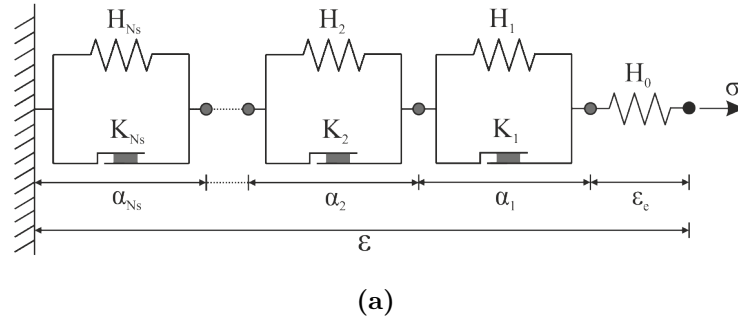 H_Ns H_2 H_1 H_0 σ
K_Ns K_2 K_1
α_Ns α_2 α_1 ε_e
ε
(a)